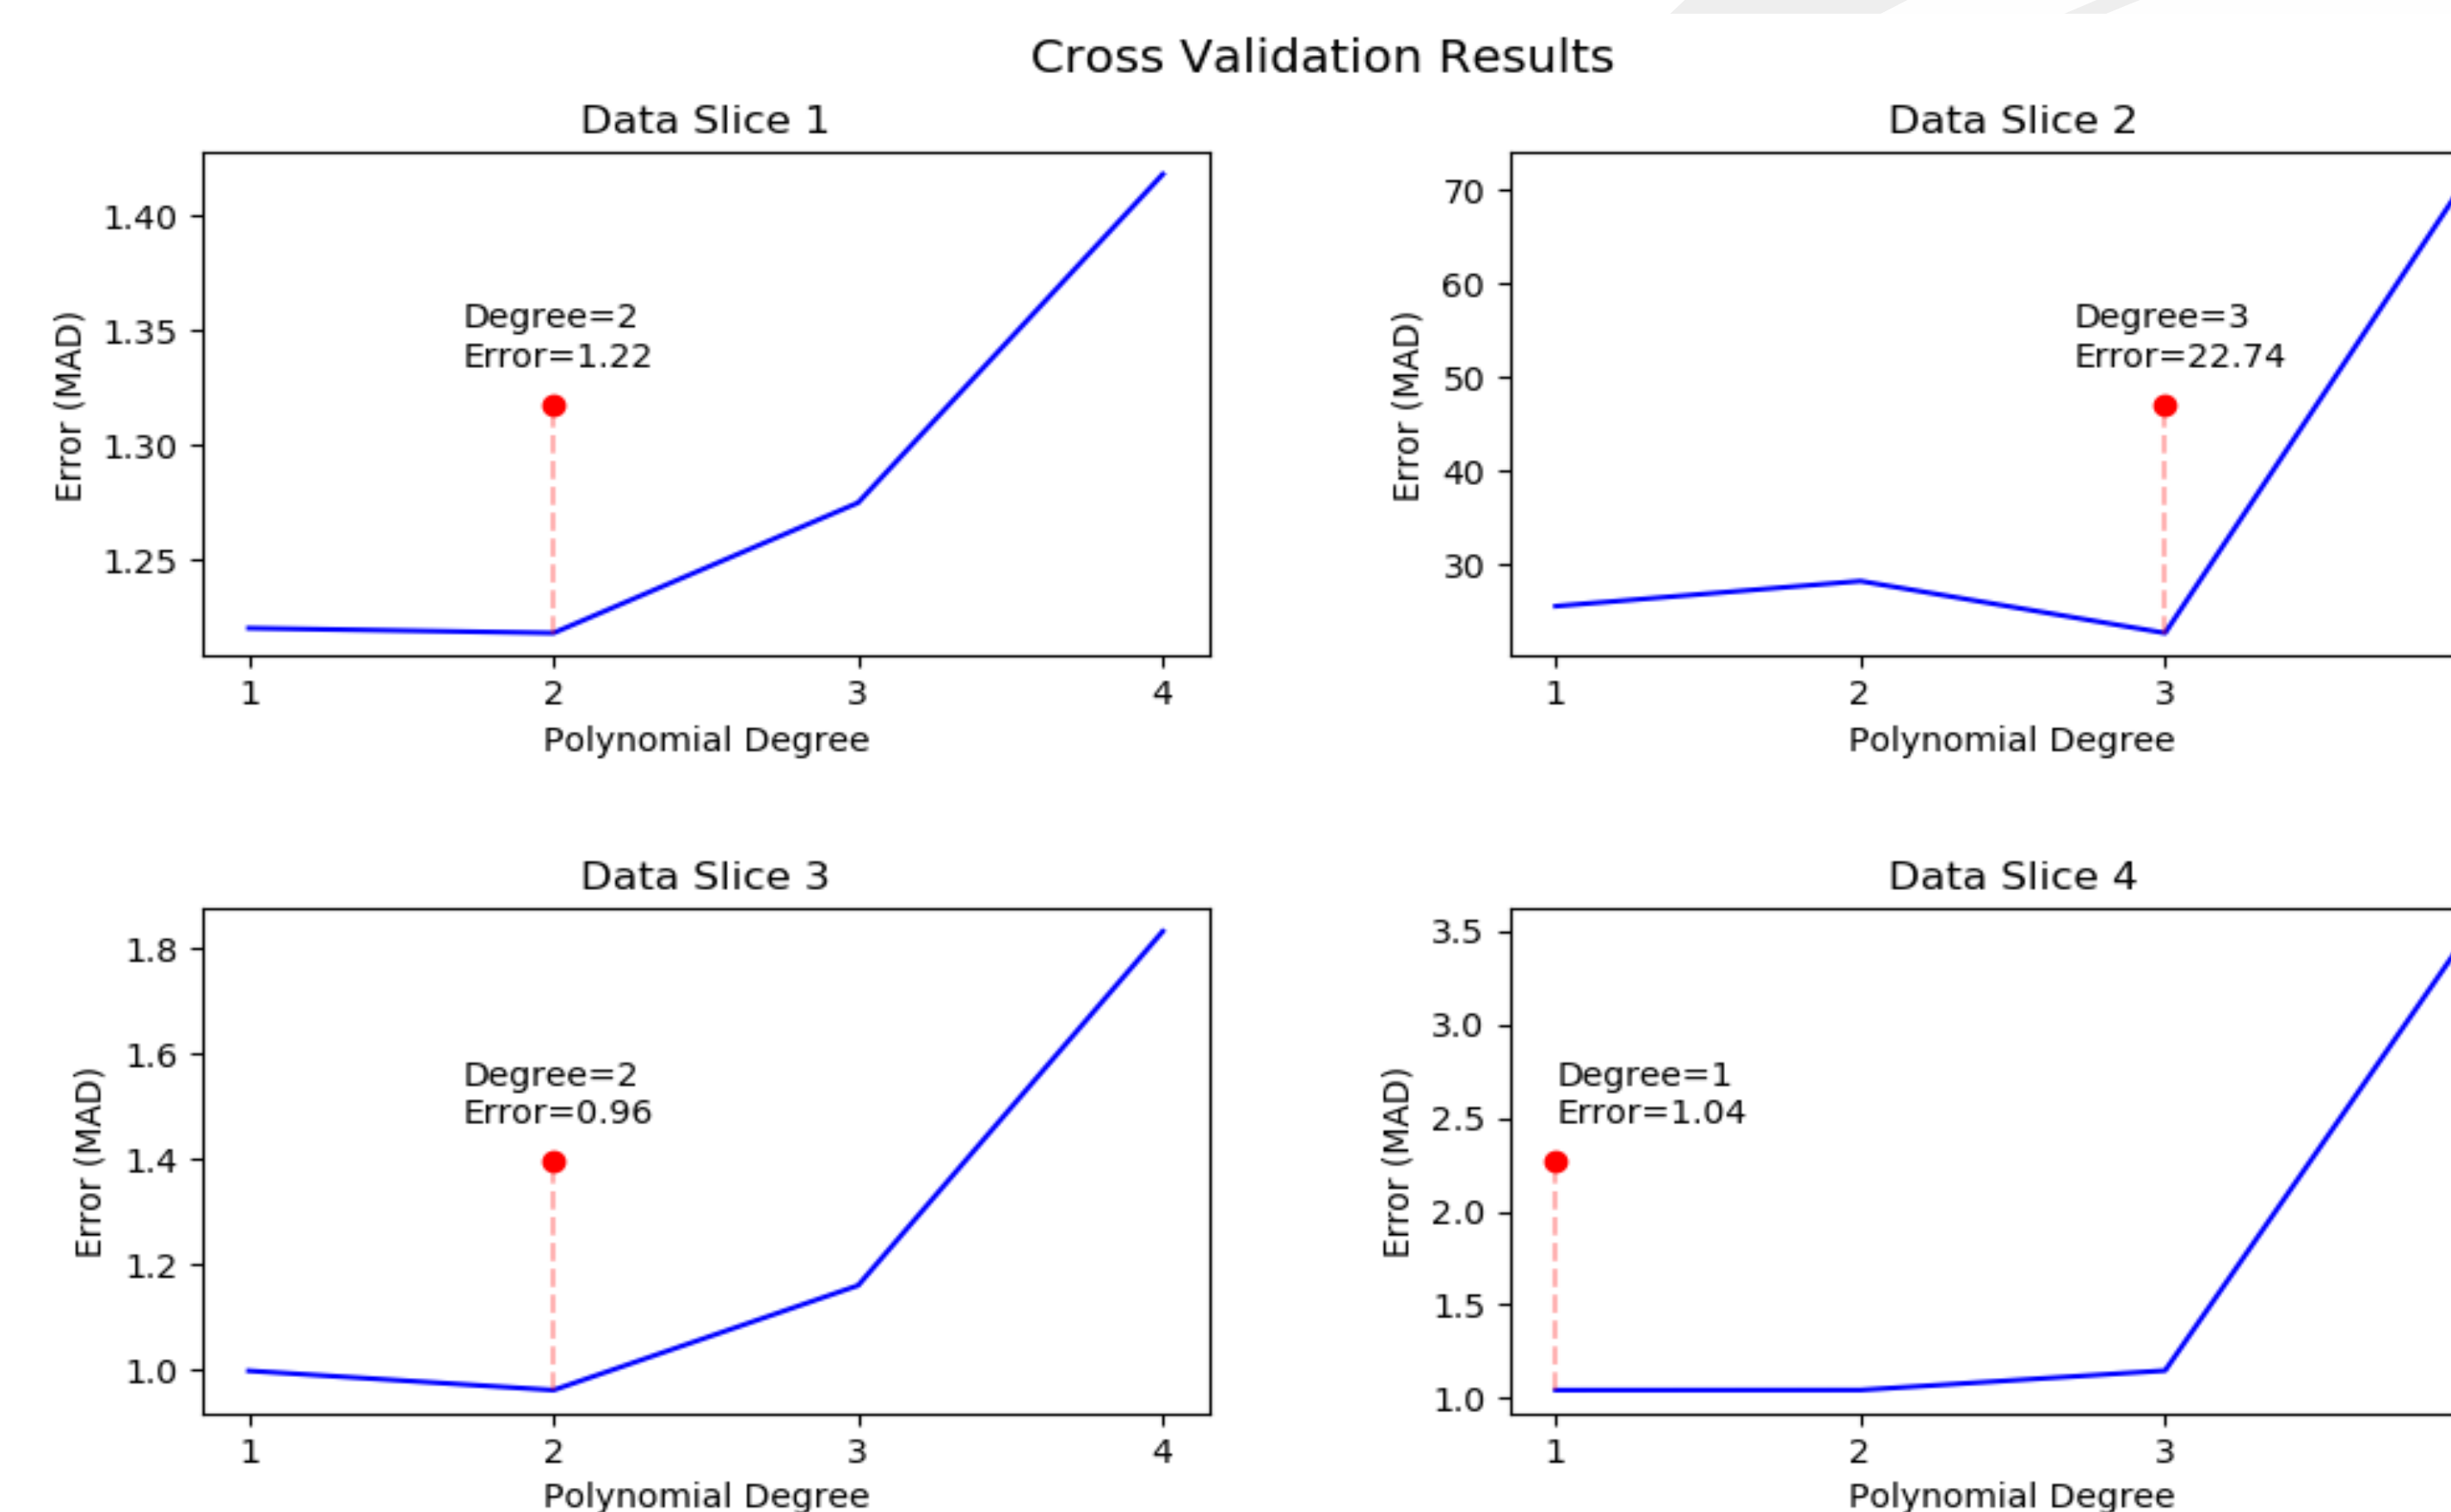 Cross Validation Results
Data Slice 1
Error (MAD)
1.40
1.35
1.30
1.25
Degree=2
Error=1.22
1 2 3 4
Polynomial Degree
Data Slice 2
Error (MAD)
70
60
50
40
30
Degree=3
Error=22.74
1 2 3
Polynomial Degree
Data Slice 3
Error (MAD)
1.8
1.6
1.4
1.2
1.0
Degree=2
Error=0.96
1 2 3 4
Polynomial Degree
Data Slice 4
Error (MAD)
3.5
3.0
2.5
2.0
1.5
1.0
Degree=1
Error=1.04
1 2 3
Polynomial Degree